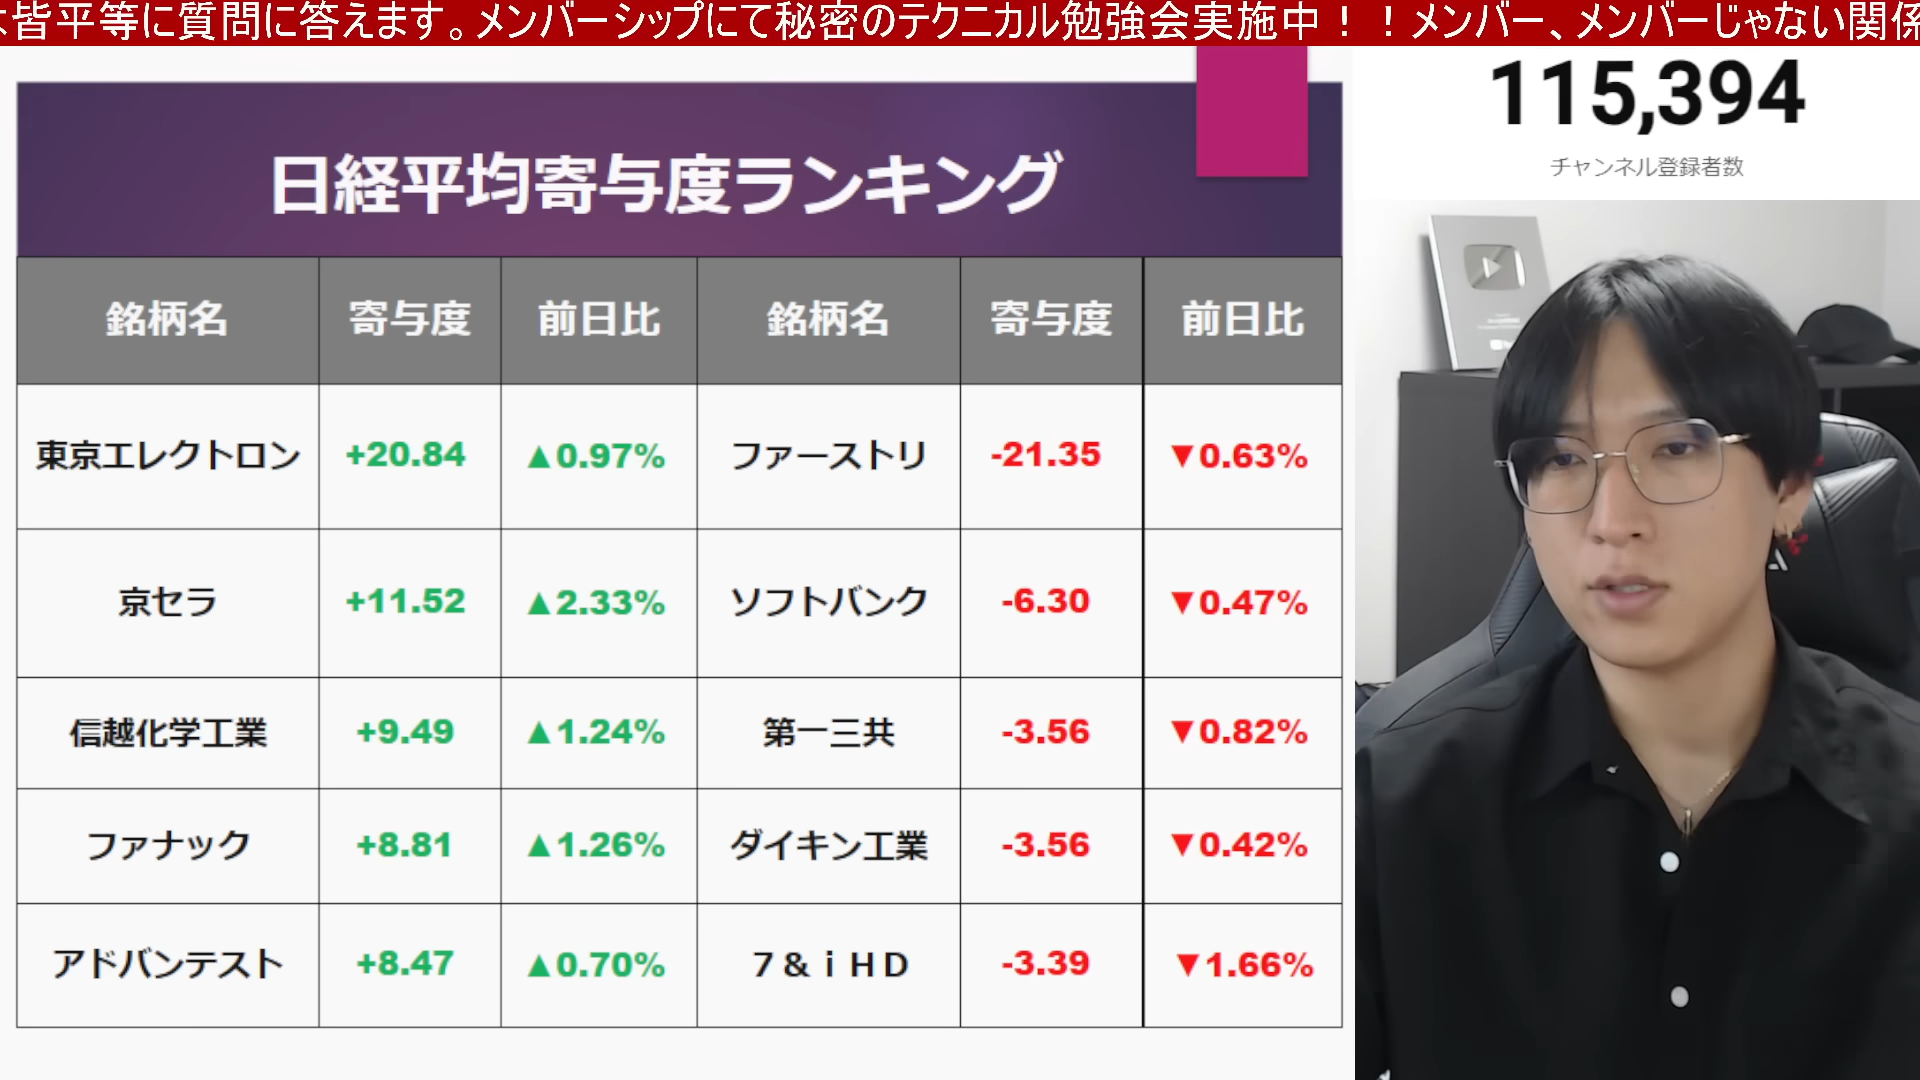 皆平等に質問に答えます。メンバーシップにて秘密のテクニカル勉強会実施中！！メンバー、メンバーじゃない関係
115,394
チャンネル登録者数
日経平均寄与度ランキング
銘柄名 寄与度 前日比 銘柄名 寄与度 前日比
東京エレクトロン +20.84 ▲0.97% ファーストリ -21.35 ▼0.63%
京セラ +11.52 ▲2.33% ソフトバンク -6.30 ▼0.47%
信越化学工業 +9.49 ▲1.24% 第一三共 -3.56 ▼0.82%
ファナック +8.81 ▲1.26% ダイキン工業 -3.56 ▼0.42%
アドバンテスト +8.47 ▲0.70% ７＆ｉＨＤ -3.39 ▼1.66%